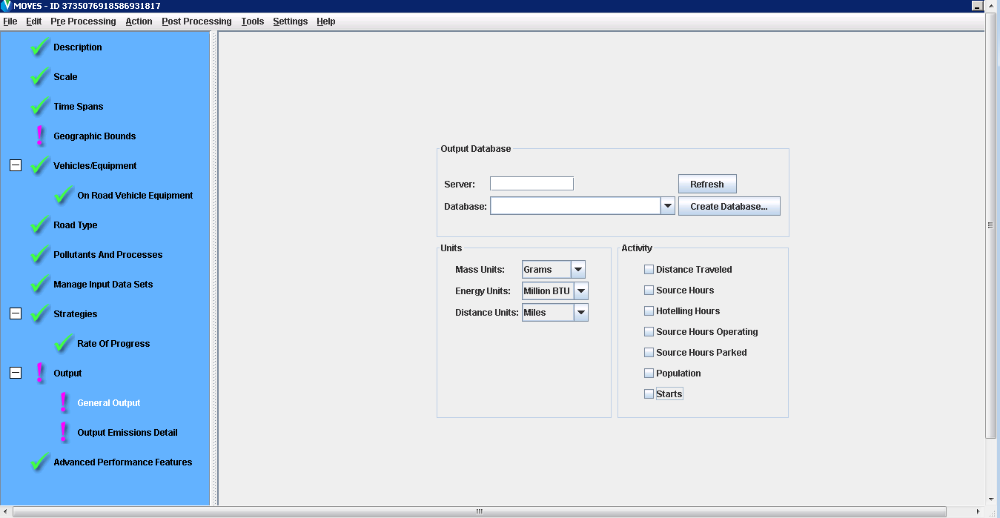 MOVES - ID 3735076918586931817
File Edit Pre Processing Action Post Processing Tools Settings Help
Description
Scale
Time Spans
Geographic Bounds
Vehicles/Equipment
On Road Vehicle Equipment
Road Type
Pollutants And Processes
Manage Input Data Sets
Strategies
Rate Of Progress
Output
General Output
Output Emissions Detail
Advanced Performance Features
Output Database
Server: Refresh
Database: Create Database...
Units
Mass Units: Grams
Energy Units: Million BTU
Distance Units: Miles
Activity
Distance Traveled
Source Hours
Hotelling Hours
Source Hours Operating
Source Hours Parked
Population
Starts